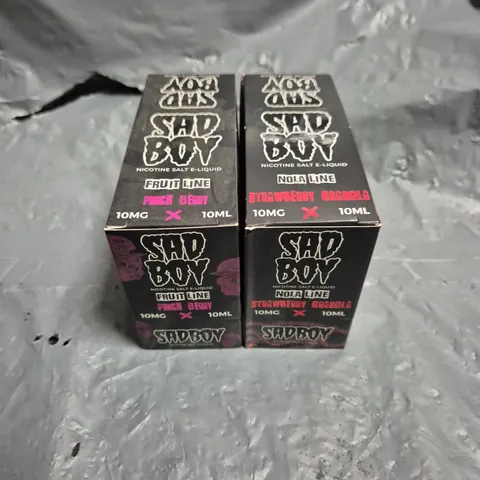 SAD
BOY
SAD
BOY
NICOTINE SALT E-LIQUID
FRUIT LINE
PUNCH BERRY
10MG X 10ML
SAD
BOY
NICOTINE SALT E-LIQUID
FRUIT LINE
PUNCH BERRY
10MG X 10ML
SADBOY
SAD
BOY
SAD
BOY
NICOTINE SALT E-LIQUID
NOLA LINE
STRAWBERRY GRANOLA
10MG X 10ML
SAD
BOY
NICOTINE SALT E-LIQUID
NOLA LINE
STRAWBERRY GRANOLA
10MG X 10ML
SADBOY